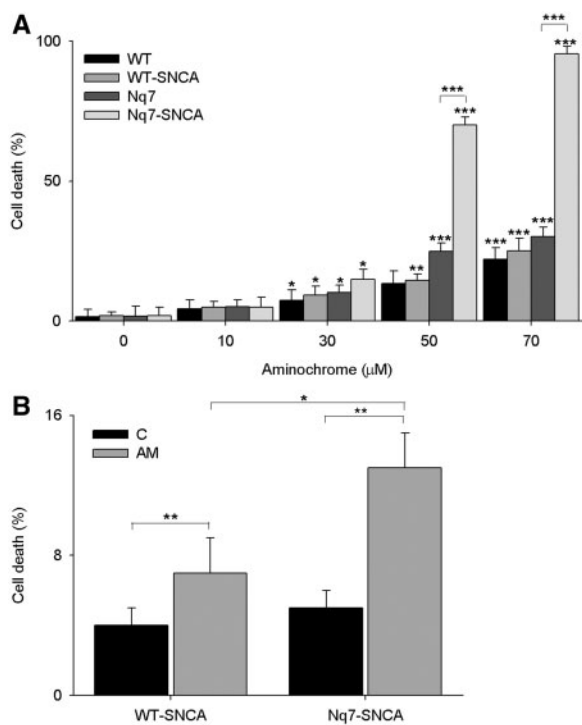 A
WT
WT-SNCA
Nq7
Nq7-SNCA
Cell death (%)
100
50
0
*** ***
*** ***
*** ***
* * * * ** *** *** *** ***
0 10 30 50 70
Aminochrome (μM)
B
C
AM
Cell death (%)
16
8
0
*
**
**
WT-SNCA Nq7-SNCA